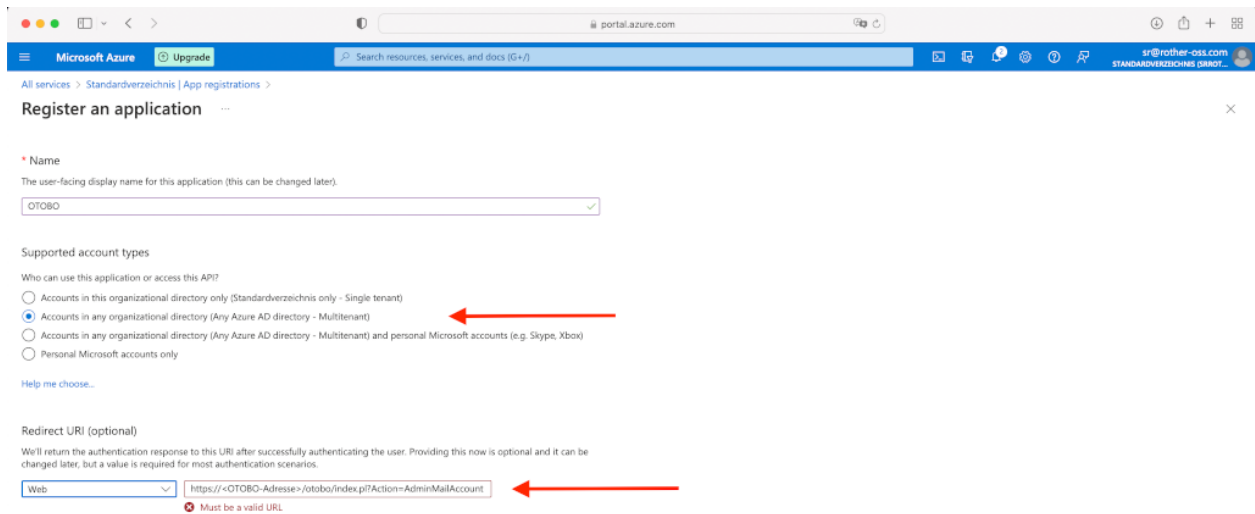 portal.azure.com
Microsoft Azure
Upgrade
Search resources, services, and docs (G+/)
2
sr@rother-oss.com
STANDARDVERZEICHNIS (SRROT...
All services > Standardverzeichnis | App registrations >
Register an application ...
* Name
The user-facing display name for this application (this can be changed later).
OTOBO
Supported account types
Who can use this application or access this API?
Accounts in this organizational directory only (Standardverzeichnis only - Single tenant)
Accounts in any organizational directory (Any Azure AD directory - Multitenant)
Accounts in any organizational directory (Any Azure AD directory - Multitenant) and personal Microsoft accounts (e.g. Skype, Xbox)
Personal Microsoft accounts only
Help me choose...
Redirect URI (optional)
We'll return the authentication response to this URI after successfully authenticating the user. Providing this now is optional and it can be
changed later, but a value is required for most authentication scenarios.
Web
https://<OTOBO-Adresse>/otobo/index.pl?Action=AdminMailAccount
Must be a valid URL